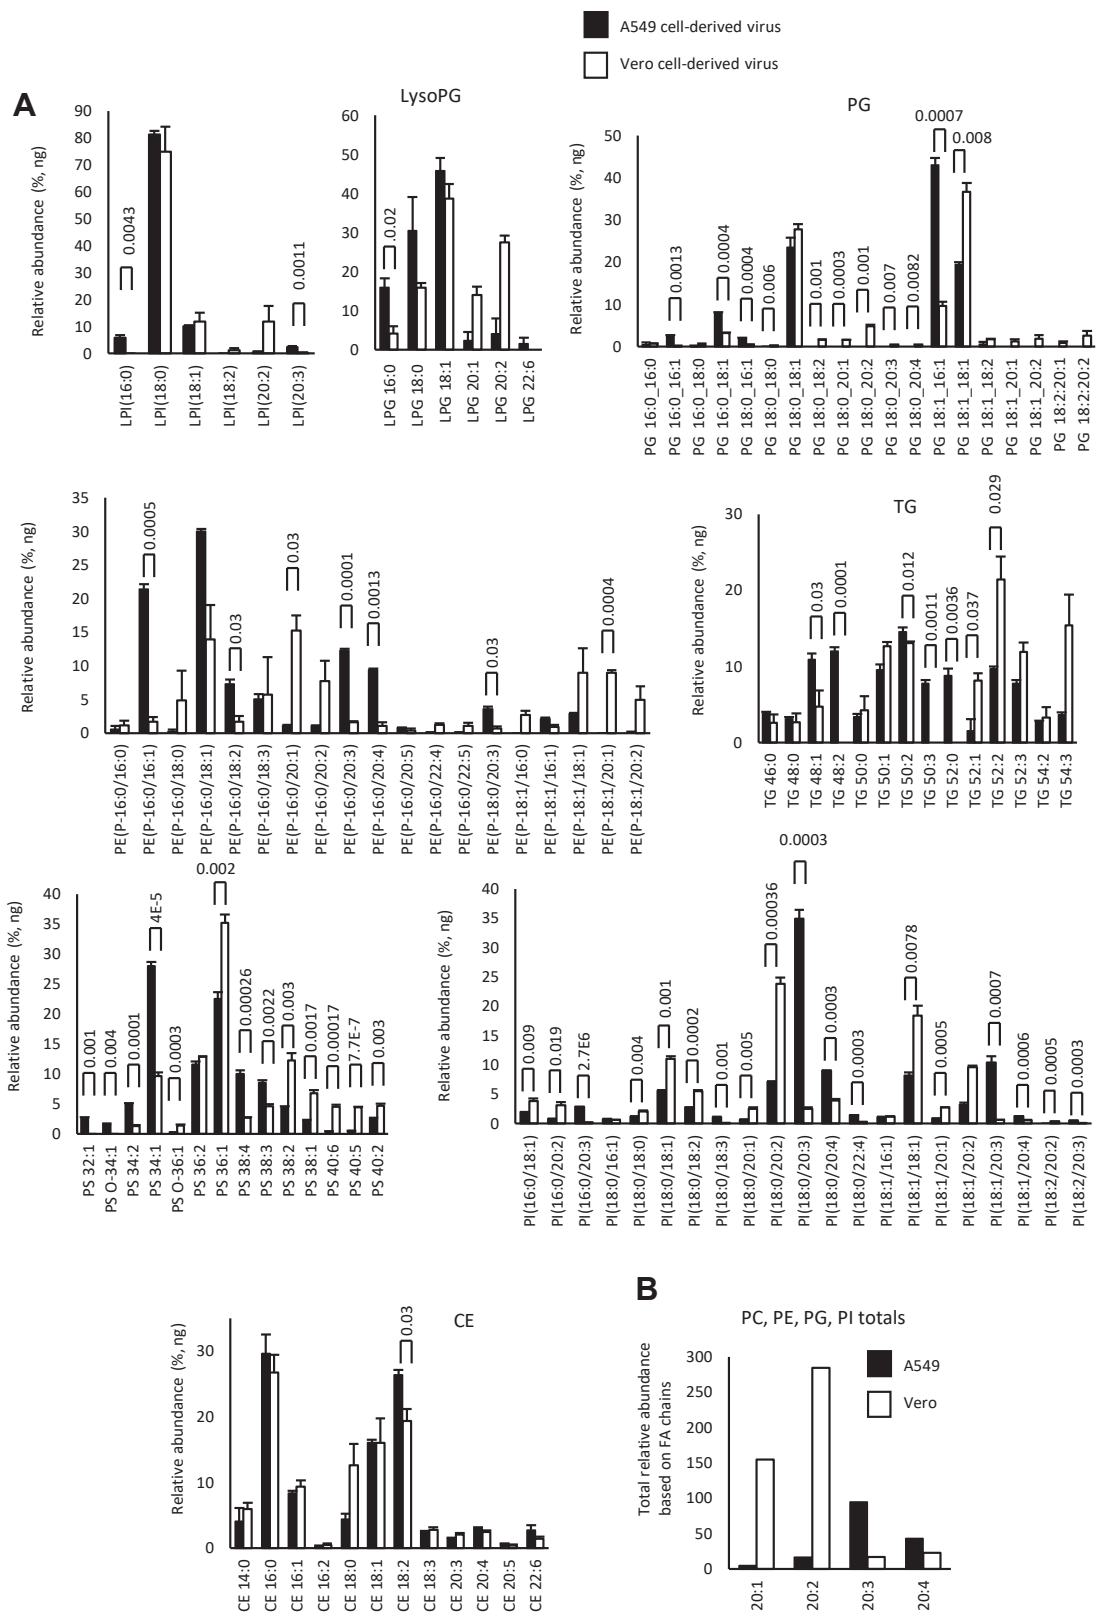 A549 cell-derived virus
Vero cell-derived virus
A
Relative abundance (%, ng)
90
80
70
60
50
40
30
20
10
0
0.0043
0.0011
LPI(16:0)
LPI(18:0)
LPI(18:1)
LPI(18:2)
LPI(20:2)
LPI(20:3)
LysoPG
Relative abundance (%, ng)
60
50
40
30
20
10
0
0.02
LPG 16:0
LPG 18:0
LPG 18:1
LPG 20:1
LPG 20:2
LPG 22:6
PG
Relative abundance (%, ng)
50
40
30
20
10
0
0.0013
0.0004
0.0004
0.006
0.001
0.0003
0.001
0.007
0.0082
0.0007
0.008
PG 16:0_16:0
PG 16:0_16:1
PG 16:0_18:0
PG 16:0_18:1
PG 18:0_16:1
PG 18:0_18:0
PG 18:0_18:1
PG 18:0_18:2
PG 18:0_20:1
PG 18:0_20:2
PG 18:0_20:3
PG 18:0_20:4
PG 18:1_16:1
PG 18:1_18:1
PG 18:1_18:2
PG 18:1_20:1
PG 18:1_20:2
PG 18:2:20:1
PG 18:2:20:2
Relative abundance (%, ng)
35
30
25
20
15
10
5
0
0.0005
0.03
0.03
0.0001
0.0013
0.03
0.0004
PE(P-16:0/16:0)
PE(P-16:0/16:1)
PE(P-16:0/18:0)
PE(P-16:0/18:1)
PE(P-16:0/18:2)
PE(P-16:0/18:3)
PE(P-16:0/20:1)
PE(P-16:0/20:2)
PE(P-16:0/20:3)
PE(P-16:0/20:4)
PE(P-16:0/20:5)
PE(P-16:0/22:4)
PE(P-16:0/22:5)
PE(P-18:0/20:3)
PE(P-18:1/16:0)
PE(P-18:1/16:1)
PE(P-18:1/18:1)
PE(P-18:1/20:1)
PE(P-18:1/20:2)
TG
Relative abundance (%, ng)
30
20
10
0
0.03
0.0001
0.012
0.0011
0.0036
0.037
0.029
TG 46:0
TG 48:0
TG 48:1
TG 48:2
TG 50:0
TG 50:1
TG 50:2
TG 50:3
TG 52:0
TG 52:1
TG 52:2
TG 52:3
TG 54:2
TG 54:3
Relative abundance (%, ng)
40
35
30
25
20
15
10
5
0
0.001
0.004
0.0001
4E-5
0.0003
0.002
0.00026
0.0022
0.003
0.0017
0.00017
7.7E-7
0.003
PS 32:1
PS O-34:1
PS 34:2
PS 34:1
PS O-36:1
PS 36:2
PS 36:1
PS 38:4
PS 38:3
PS 38:2
PS 38:1
PS 40:6
PS 40:5
PS 40:2
Relative abundance (%, ng)
40
35
30
25
20
15
10
5
0
0.009
0.019
2.7E6
0.004
0.001
0.0002
0.001
0.005
0.00036
0.0003
0.0003
0.0003
0.0078
0.0005
0.0007
0.0006
0.0005
0.0003
PI(16:0/18:1)
PI(16:0/20:2)
PI(16:0/20:3)
PI(18:0/16:1)
PI(18:0/18:0)
PI(18:0/18:1)
PI(18:0/18:2)
PI(18:0/18:3)
PI(18:0/20:1)
PI(18:0/20:2)
PI(18:0/20:3)
PI(18:0/20:4)
PI(18:0/22:4)
PI(18:1/16:1)
PI(18:1/18:1)
PI(18:1/20:1)
PI(18:1/20:2)
PI(18:1/20:3)
PI(18:1/20:4)
PI(18:2/20:2)
PI(18:2/20:3)
CE
Relative abundance (%, ng)
30
20
10
0
0.03
CE 14:0
CE 16:0
CE 16:1
CE 16:2
CE 18:0
CE 18:1
CE 18:2
CE 18:3
CE 20:3
CE 20:4
CE 20:5
CE 22:6
B
PC, PE, PG, PI totals
A549
Vero
Total relative abundance
based on FA chains
300
250
200
150
100
50
0
20:1
20:2
20:3
20:4